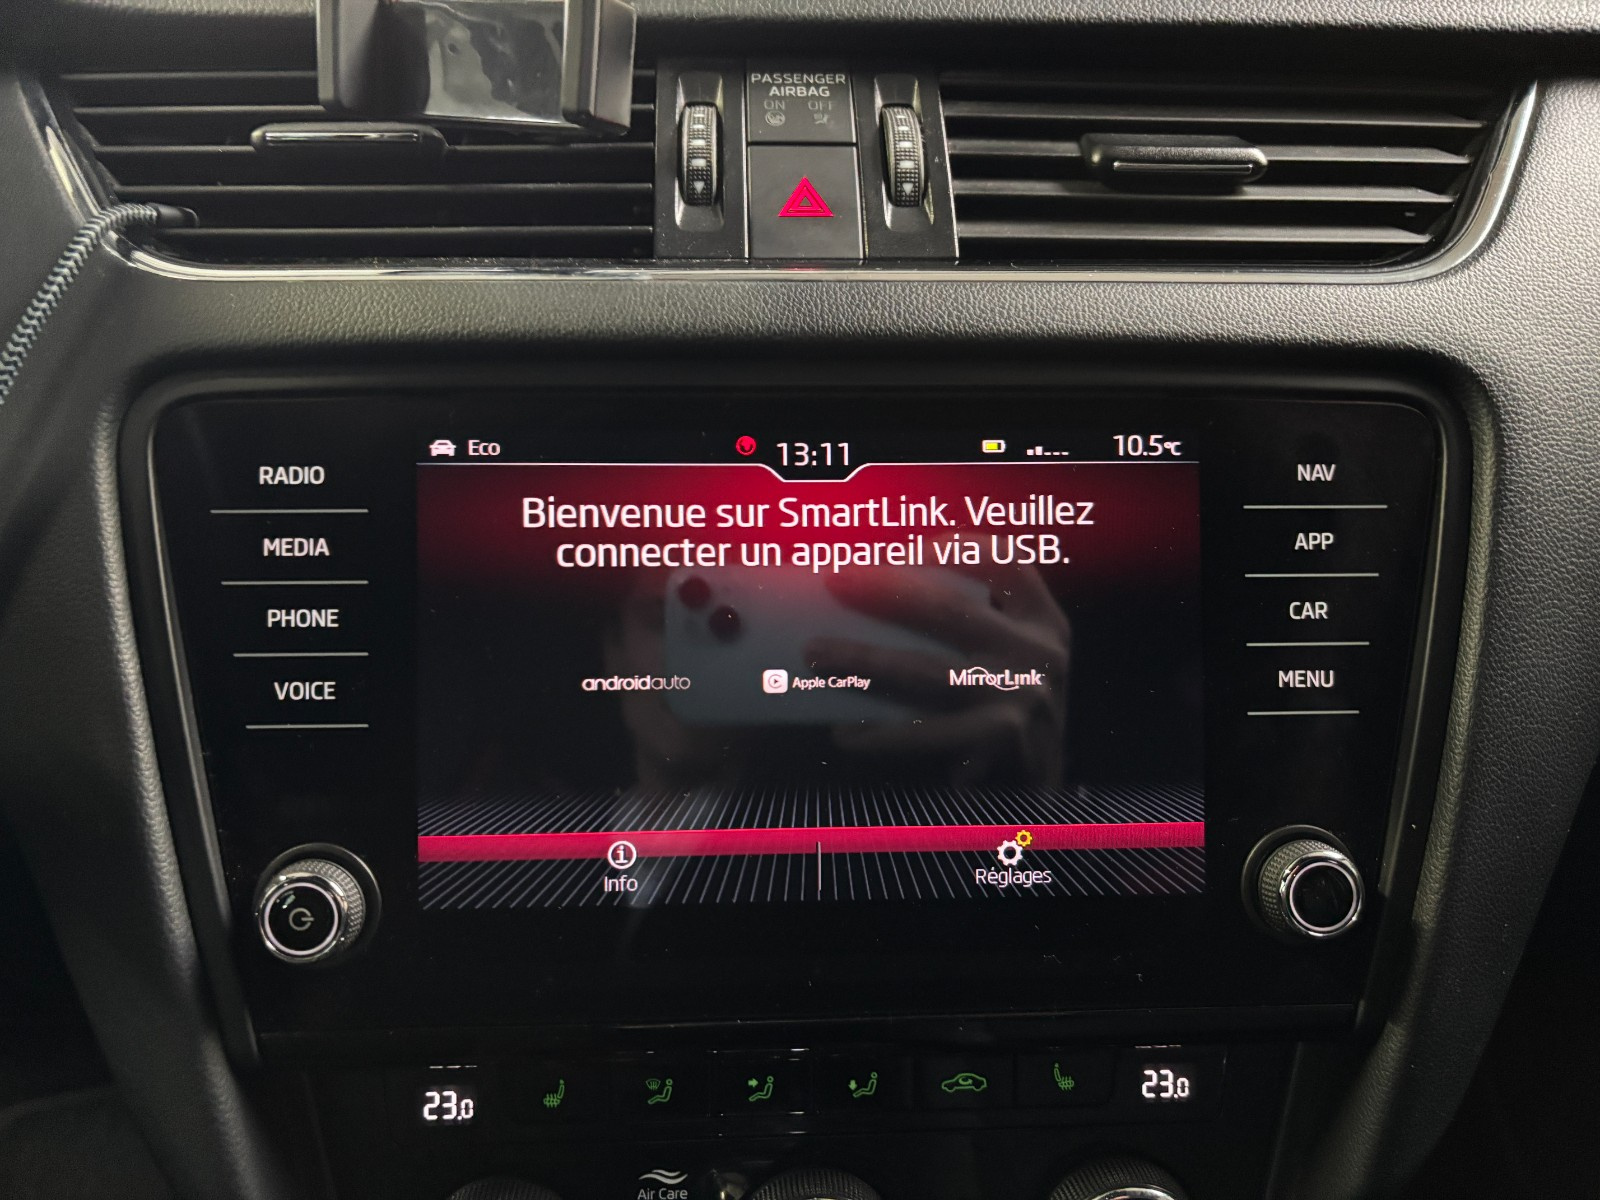 PASSENGER
AIRBAG
ON OFF
Eco 13:11 10.5°C
RADIO
MEDIA
PHONE
VOICE
Bienvenue sur SmartLink. Veuillez
connecter un appareil via USB.
androidauto Apple CarPlay MirrorLink
Info Réglages
NAV
APP
CAR
MENU
23.0 23.0
Air Care